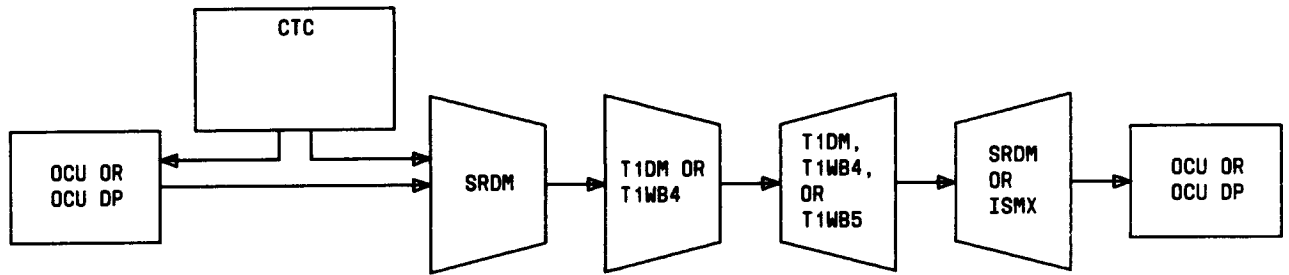 CTC
OCU OR
OCU DP
SRDM
T1DM OR
T1WB4
T1DM,
T1WB4,
OR
T1WB5
SRDM
OR
ISMX
OCU OR
OCU DP